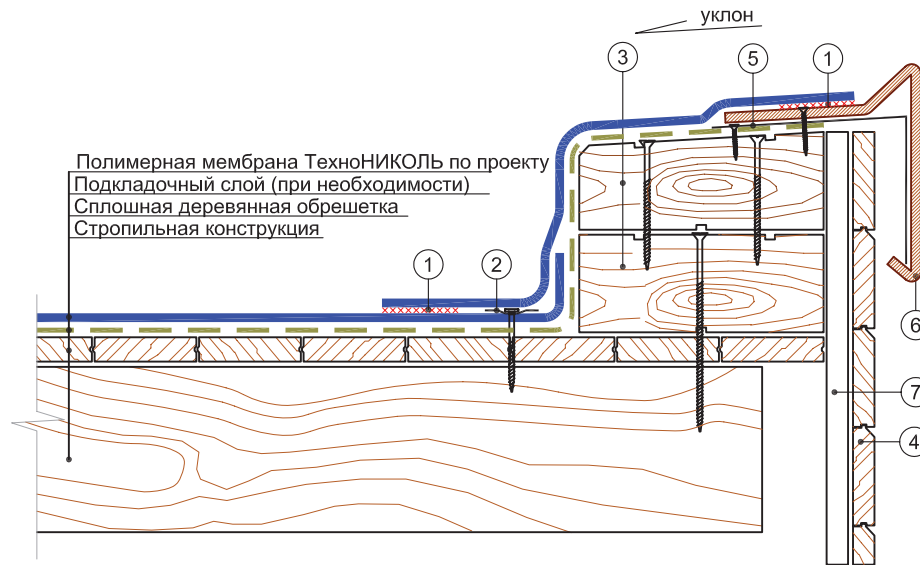 уклон
3
5
1
Полимерная мембрана ТехноНИКОЛЬ по проекту
Подкладочный слой (при необходимости)
Сплошная деревянная обрешетка
Стропильная конструкция
1
2
6
7
4